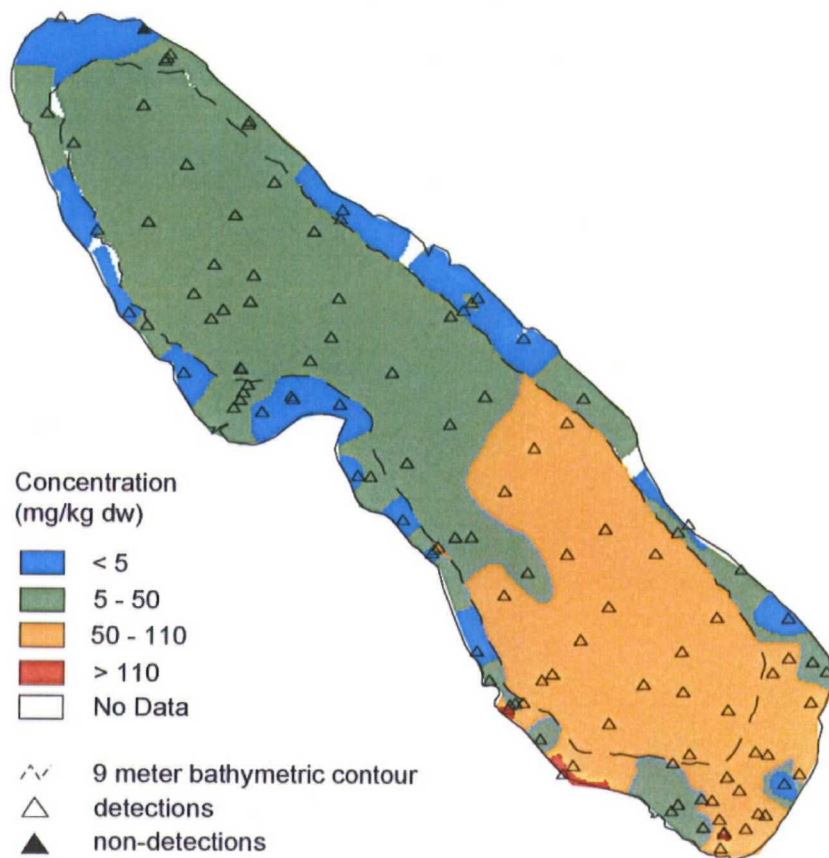 Concentration
(mg/kg dw)
< 5
5 - 50
50 - 110
> 110
No Data
9 meter bathymetric contour
detections
non-detections